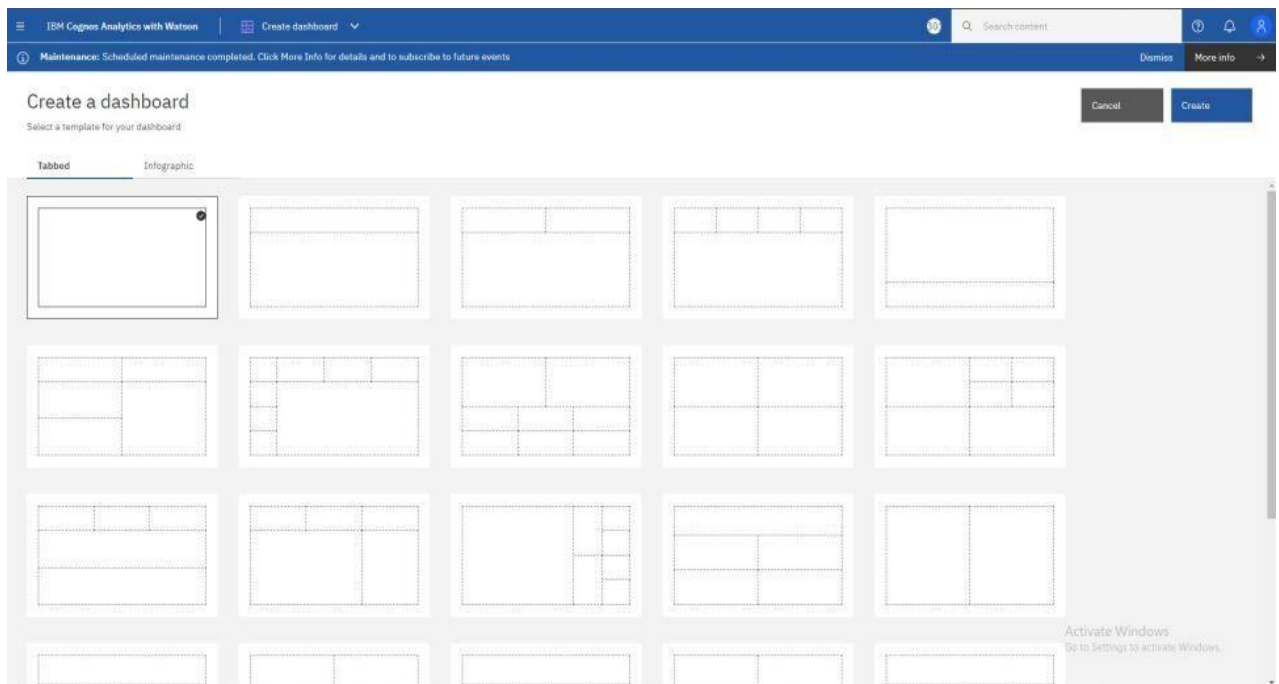 IBM Cognos Analytics with Watson
Create dashboard
Search content
Maintenance: Scheduled maintenance completed. Click More Info for details and to subscribe to future events
Dismiss
More info
Create a dashboard
Cancel
Create
Select a template for your dashboard
Tabbed
Infographic
Activate Windows
Go to Settings to activate Windows.